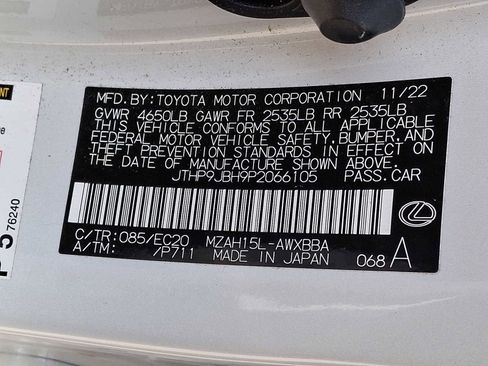 MFD.BY:TOYOTA MOTOR CORPORATION 11/22
GVWR 4650LB GAWR FR 2535LB RR 2535LB
THIS VEHICLE CONFORMS TO ALL APPLICABLE
FEDERAL MOTOR VEHICLE SAFETY,BUMPER,AND
THEFT PREVENTION STANDARDS IN EFFECT ON
THE DATE OF MANUFACTURE SHOWN ABOVE.
JTHP9JBH9P2066105 PASS.CAR
C/TR:085/EC20 MZAH15L-AWXBBA
A/TM: /P711 MADE IN JAPAN 068 A
76240